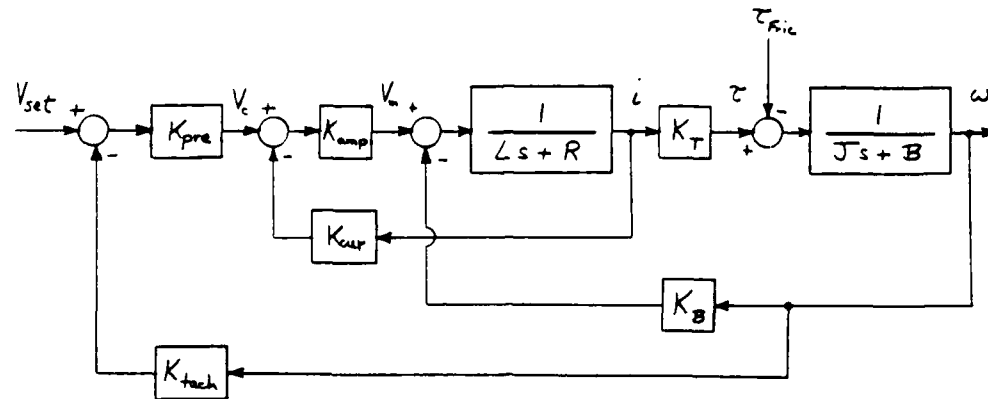 τ_Fric
V_set + K_pre V_c + K_amp V_m + 1 / Ls + R i K_T τ - + 1 / Js + B ω
- - -
K_cur
K_B
K_tach